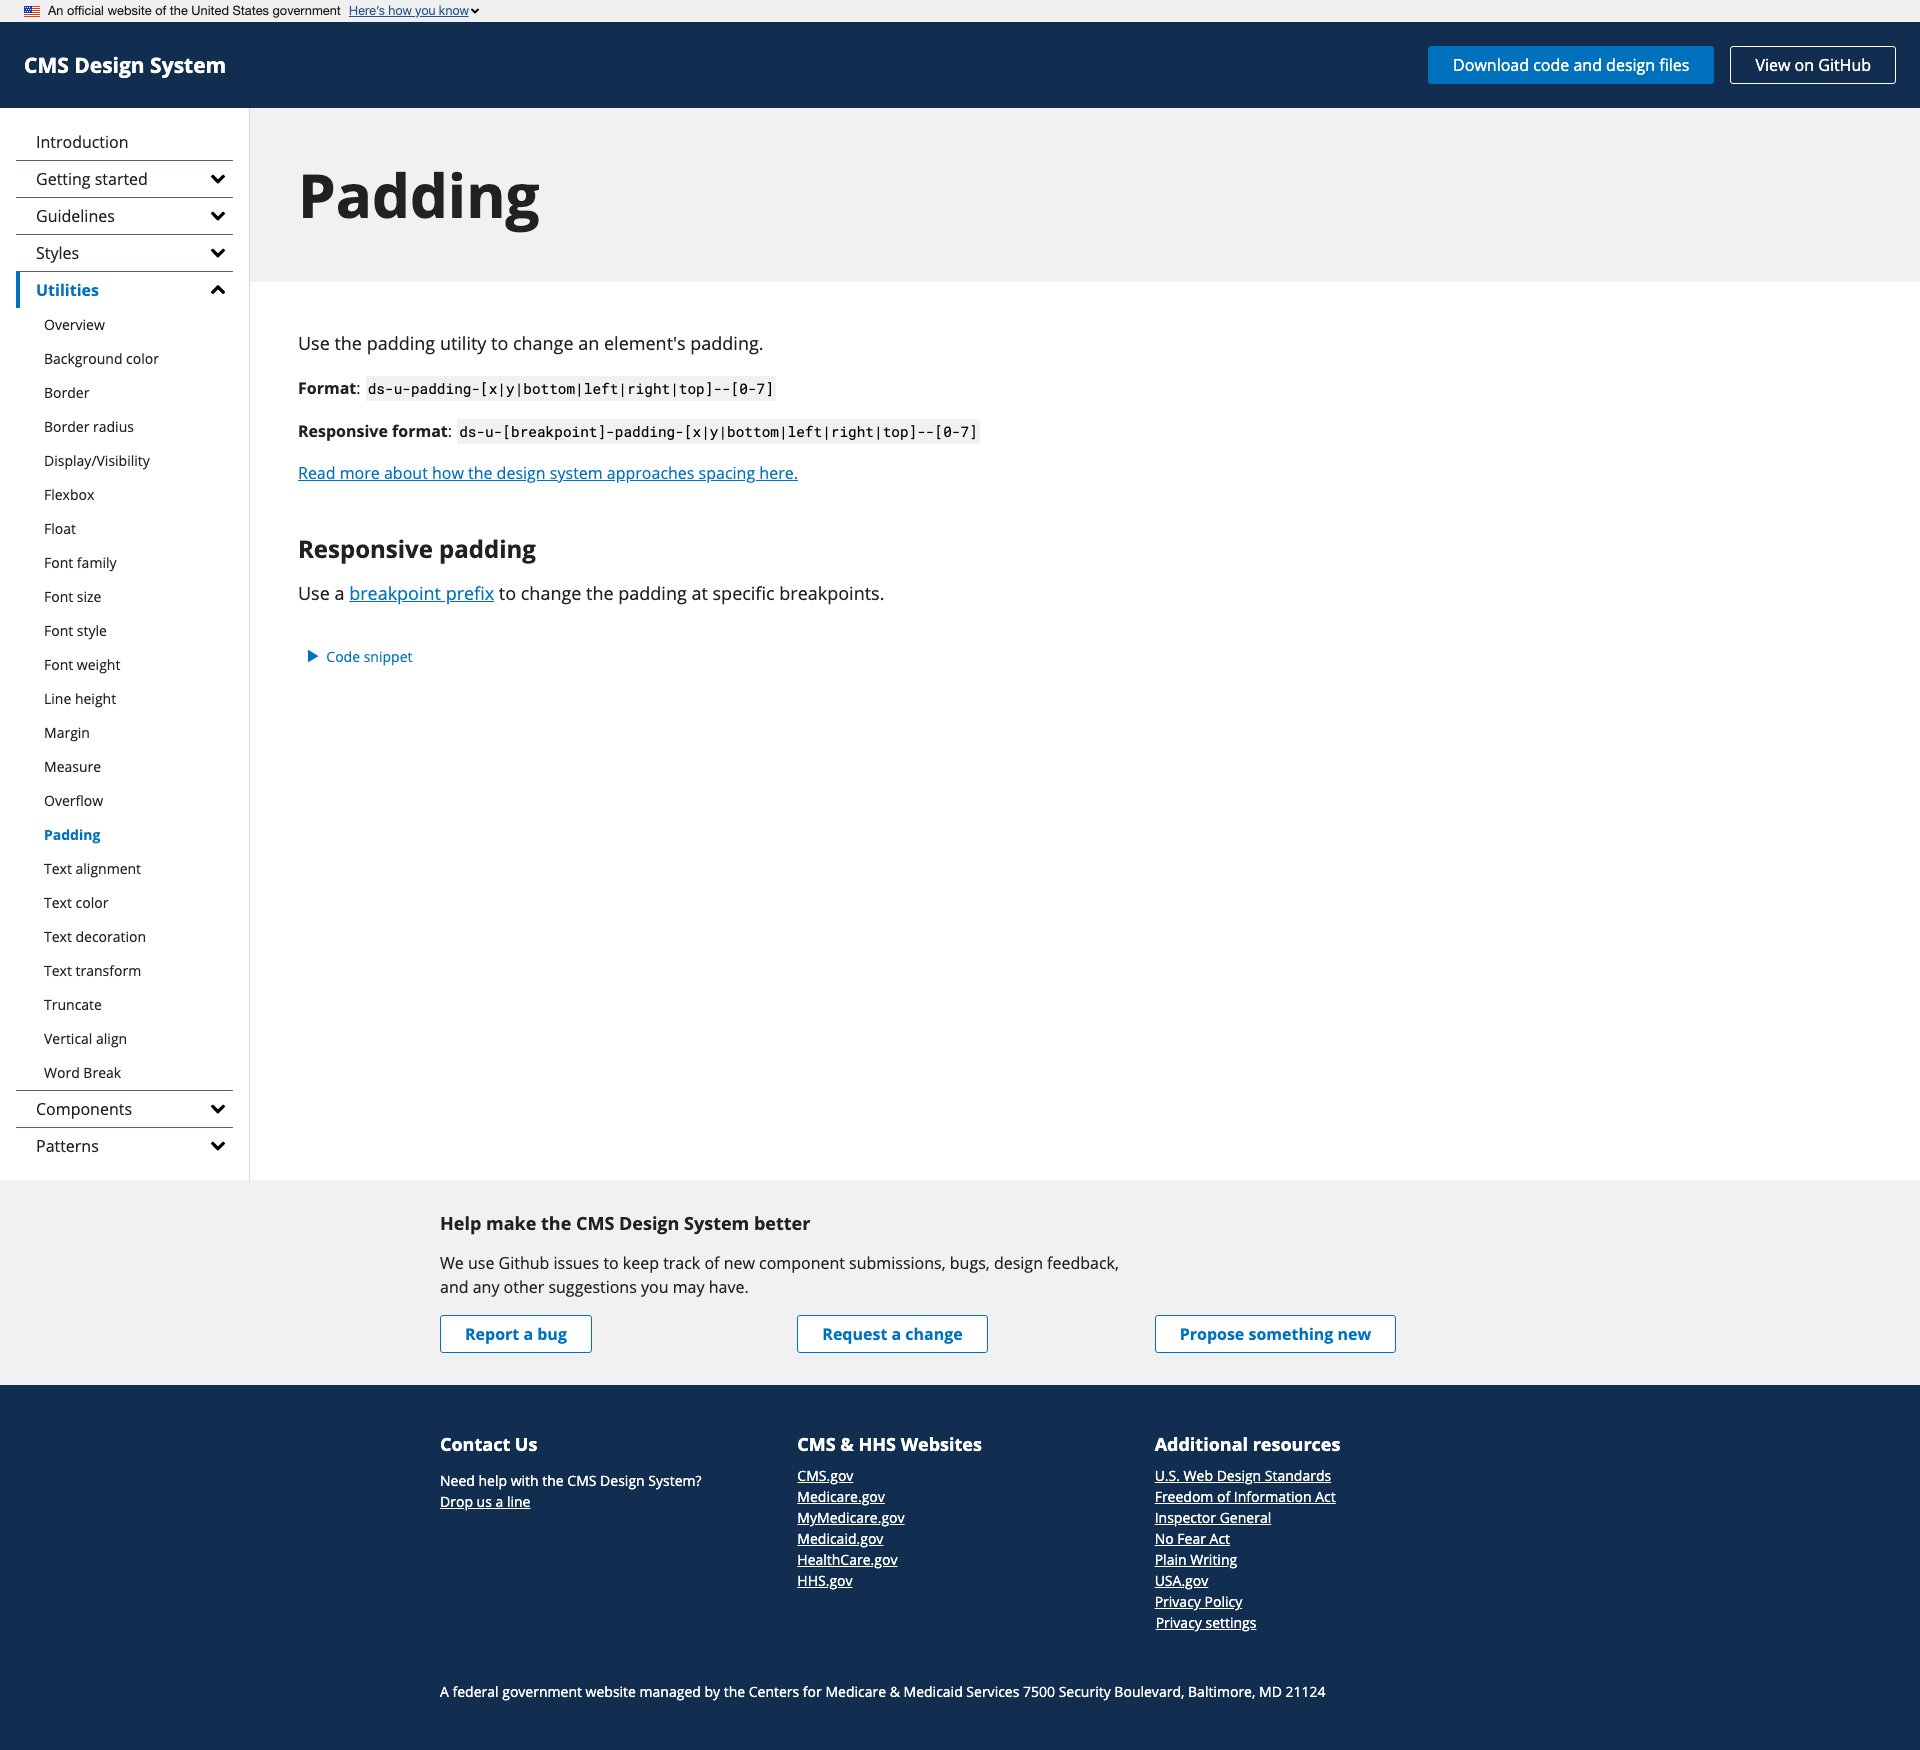 An official website of the United States government Here's how you know
CMS Design System
Download code and design files
View on GitHub
Introduction
Getting started
Guidelines
Styles
Utilities
Overview
Background color
Border
Border radius
Display/Visibility
Flexbox
Float
Font family
Font size
Font style
Font weight
Line height
Margin
Measure
Overflow
Padding
Text alignment
Text color
Text decoration
Text transform
Truncate
Vertical align
Word Break
Components
Patterns
Padding
Use the padding utility to change an element's padding.
Format: ds-u-padding-[x|y|bottom|left|right|top]--[0-7]
Responsive format: ds-u-[breakpoint]-padding-[x|y|bottom|left|right|top]--[0-7]
Read more about how the design system approaches spacing here.
Responsive padding
Use a breakpoint prefix to change the padding at specific breakpoints.
Code snippet
Help make the CMS Design System better
We use Github issues to keep track of new component submissions, bugs, design feedback,
and any other suggestions you may have.
Report a bug
Request a change
Propose something new
Contact Us
Need help with the CMS Design System?
Drop us a line
CMS & HHS Websites
CMS.gov
Medicare.gov
MyMedicare.gov
Medicaid.gov
HealthCare.gov
HHS.gov
Additional resources
U.S. Web Design Standards
Freedom of Information Act
Inspector General
No Fear Act
Plain Writing
USA.gov
Privacy Policy
Privacy settings
A federal government website managed by the Centers for Medicare & Medicaid Services 7500 Security Boulevard, Baltimore, MD 21124